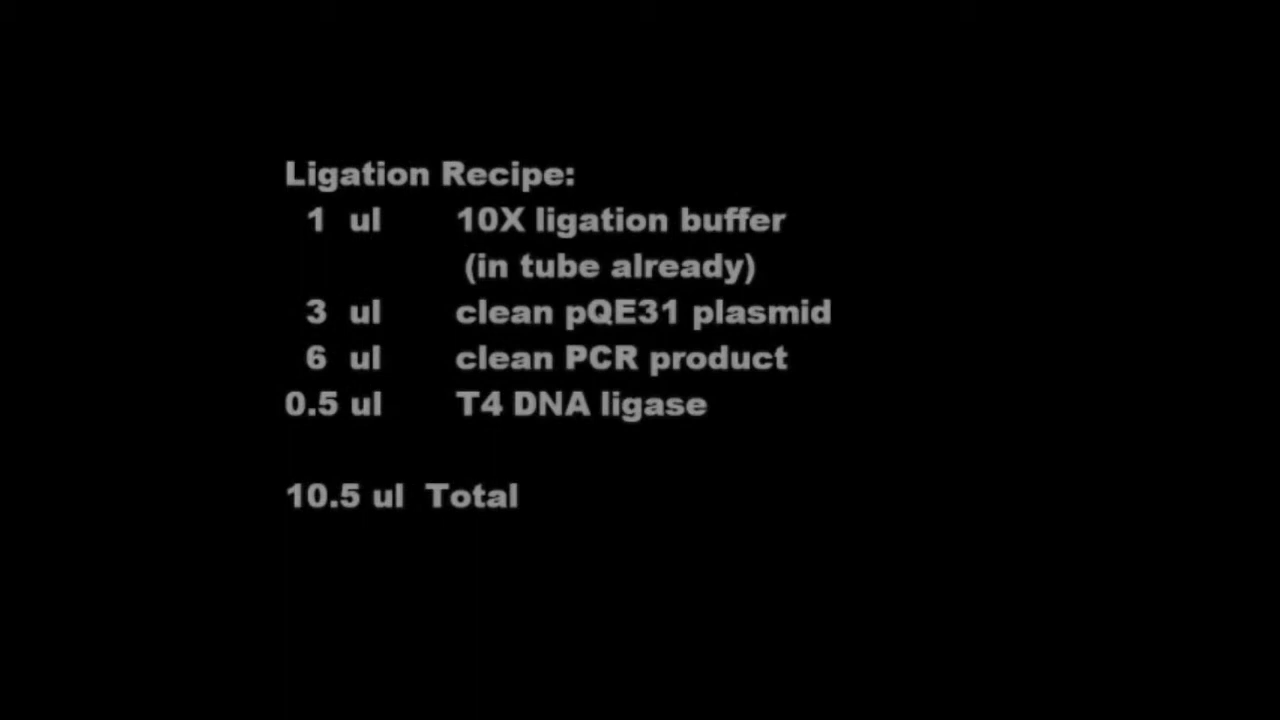 Ligation Recipe:
1 ul 10X ligation buffer
(in tube already)
3 ul clean pQE31 plasmid
6 ul clean PCR product
0.5 ul T4 DNA ligase
10.5 ul Total